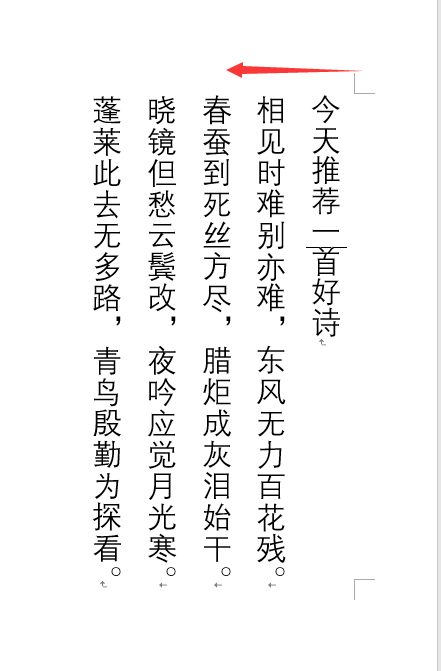 今天推荐一首好诗
相见时难别亦难，东风无力百花残。
春蚕到死丝方尽，腊炬成灰泪始干。
晓镜但愁云鬓改，夜吟应觉月光寒。
蓬莱此去无多路，青鸟殷勤为探看。